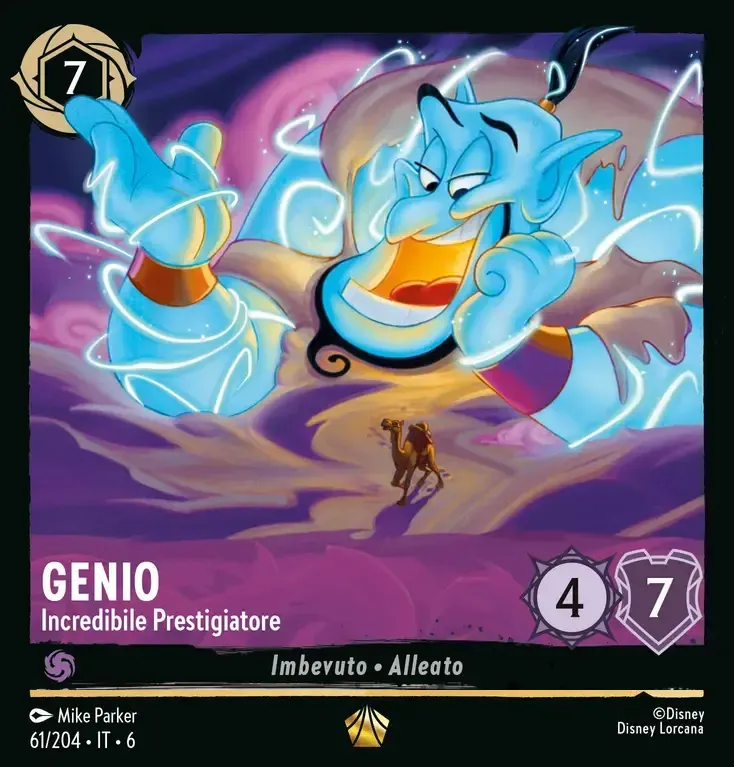 7
GENIO
Incredibile Prestigiatore
4
7
Imbevuto • Alleato
Mike Parker
61/204 • IT • 6
©Disney
Disney Lorcana